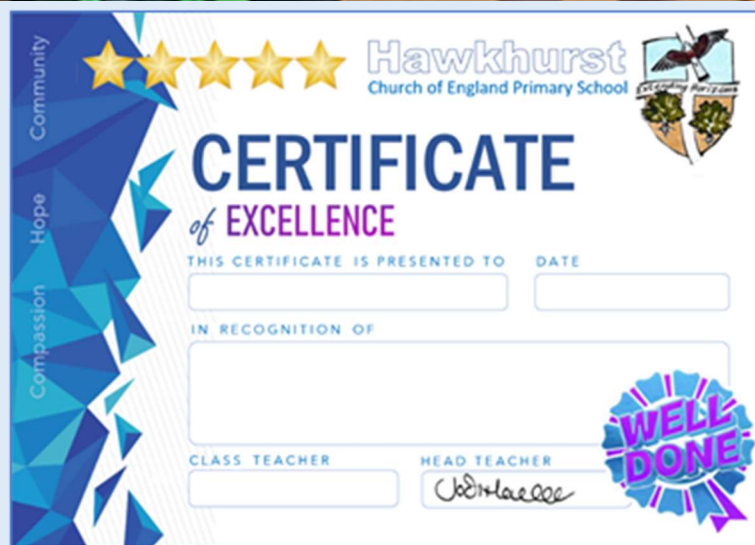 Community
Hope
Compassion
Hawkhurst
Church of England Primary School
Extending Horizons
CERTIFICATE
of EXCELLENCE
THIS CERTIFICATE IS PRESENTED TO
DATE
IN RECOGNITION OF
CLASS TEACHER
HEAD TEACHER
WELL
DONE